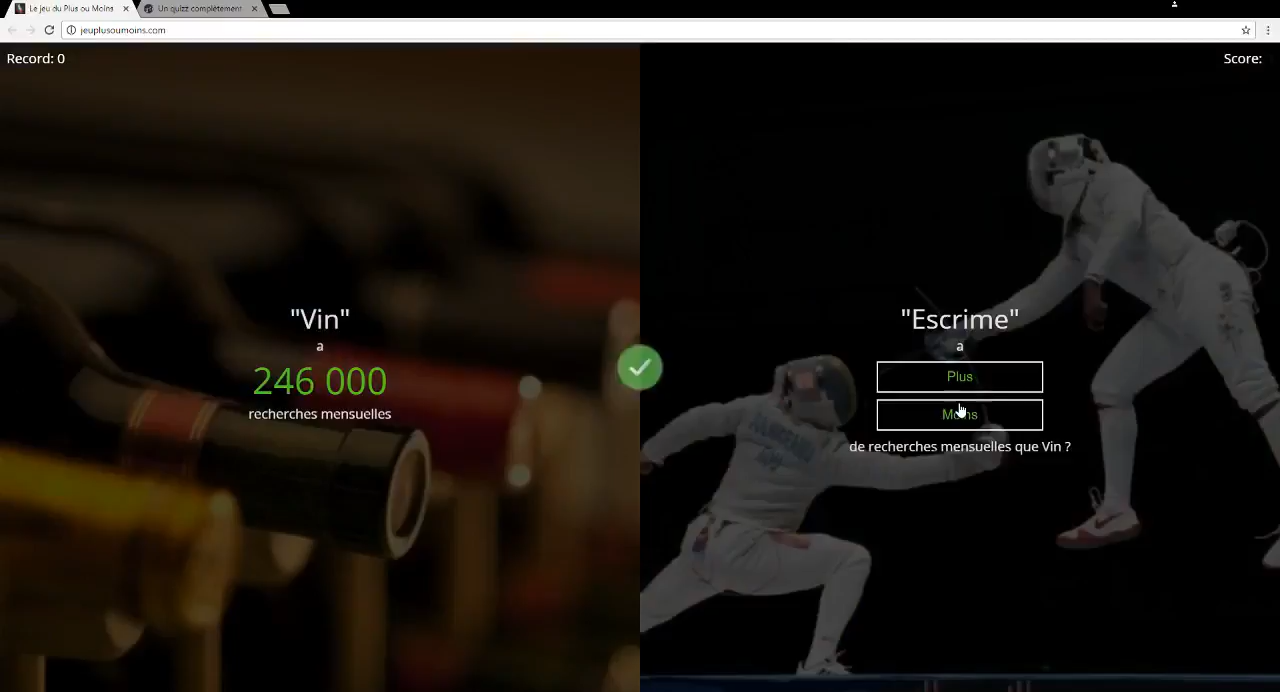 Le jeu du Plus ou Moins
Un quizz complètement
jeuplusoumoins.com
Record: 0
Score:
"Vin"
a
246 000
recherches mensuelles
"Escrime"
a
Plus
Moins
de recherches mensuelles que Vin ?